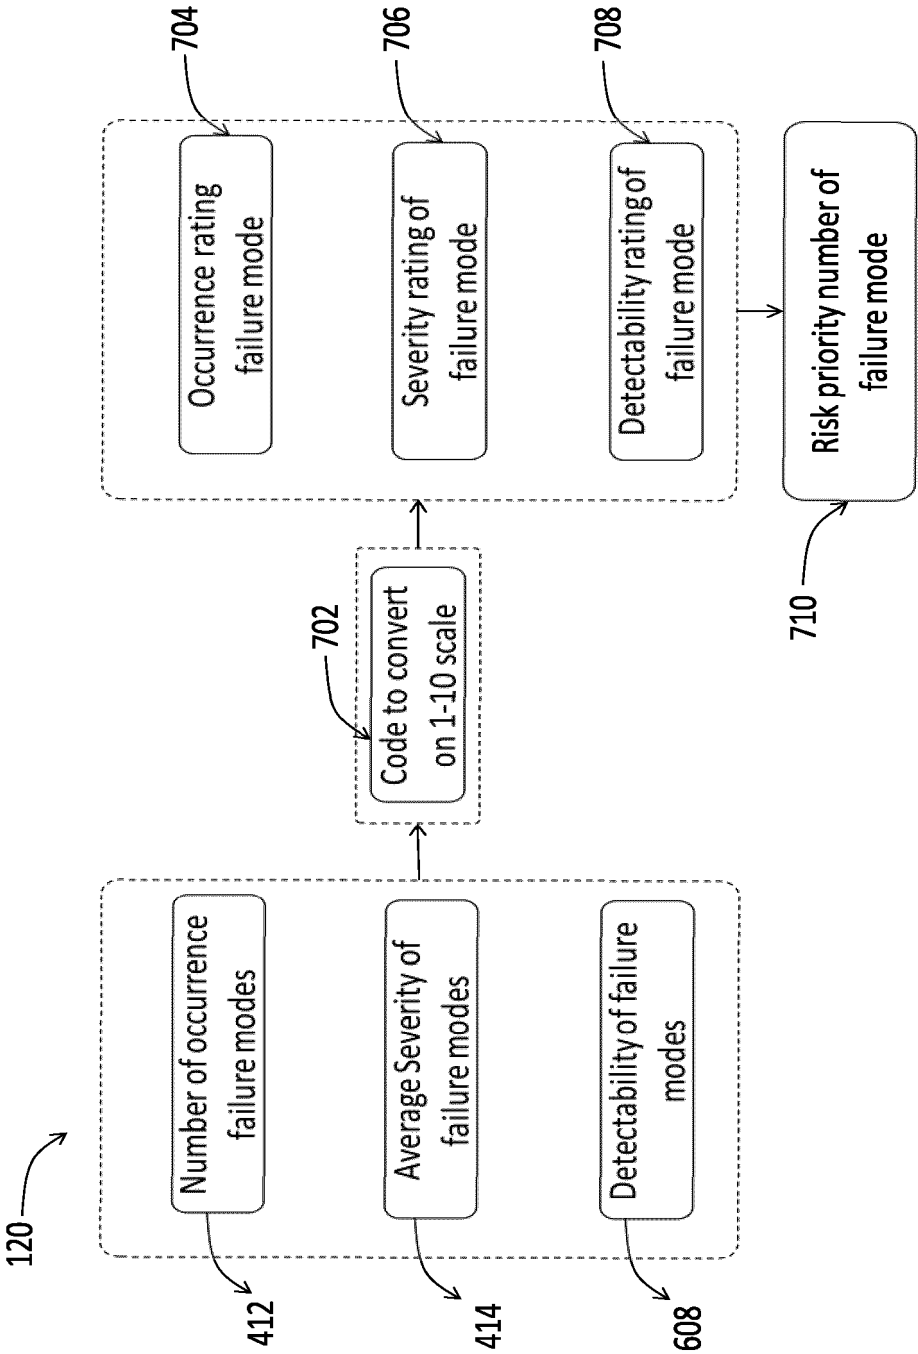 120
Number of occurrence
failure modes
412
Average Severity of
failure modes
414
Detectability of failure
modes
608
702
Code to convert
on 1-10 scale
704
Occurrence rating
failure mode
706
Severity rating of
failure mode
708
Detectability rating of
failure mode
710
Risk priority number of
failure mode